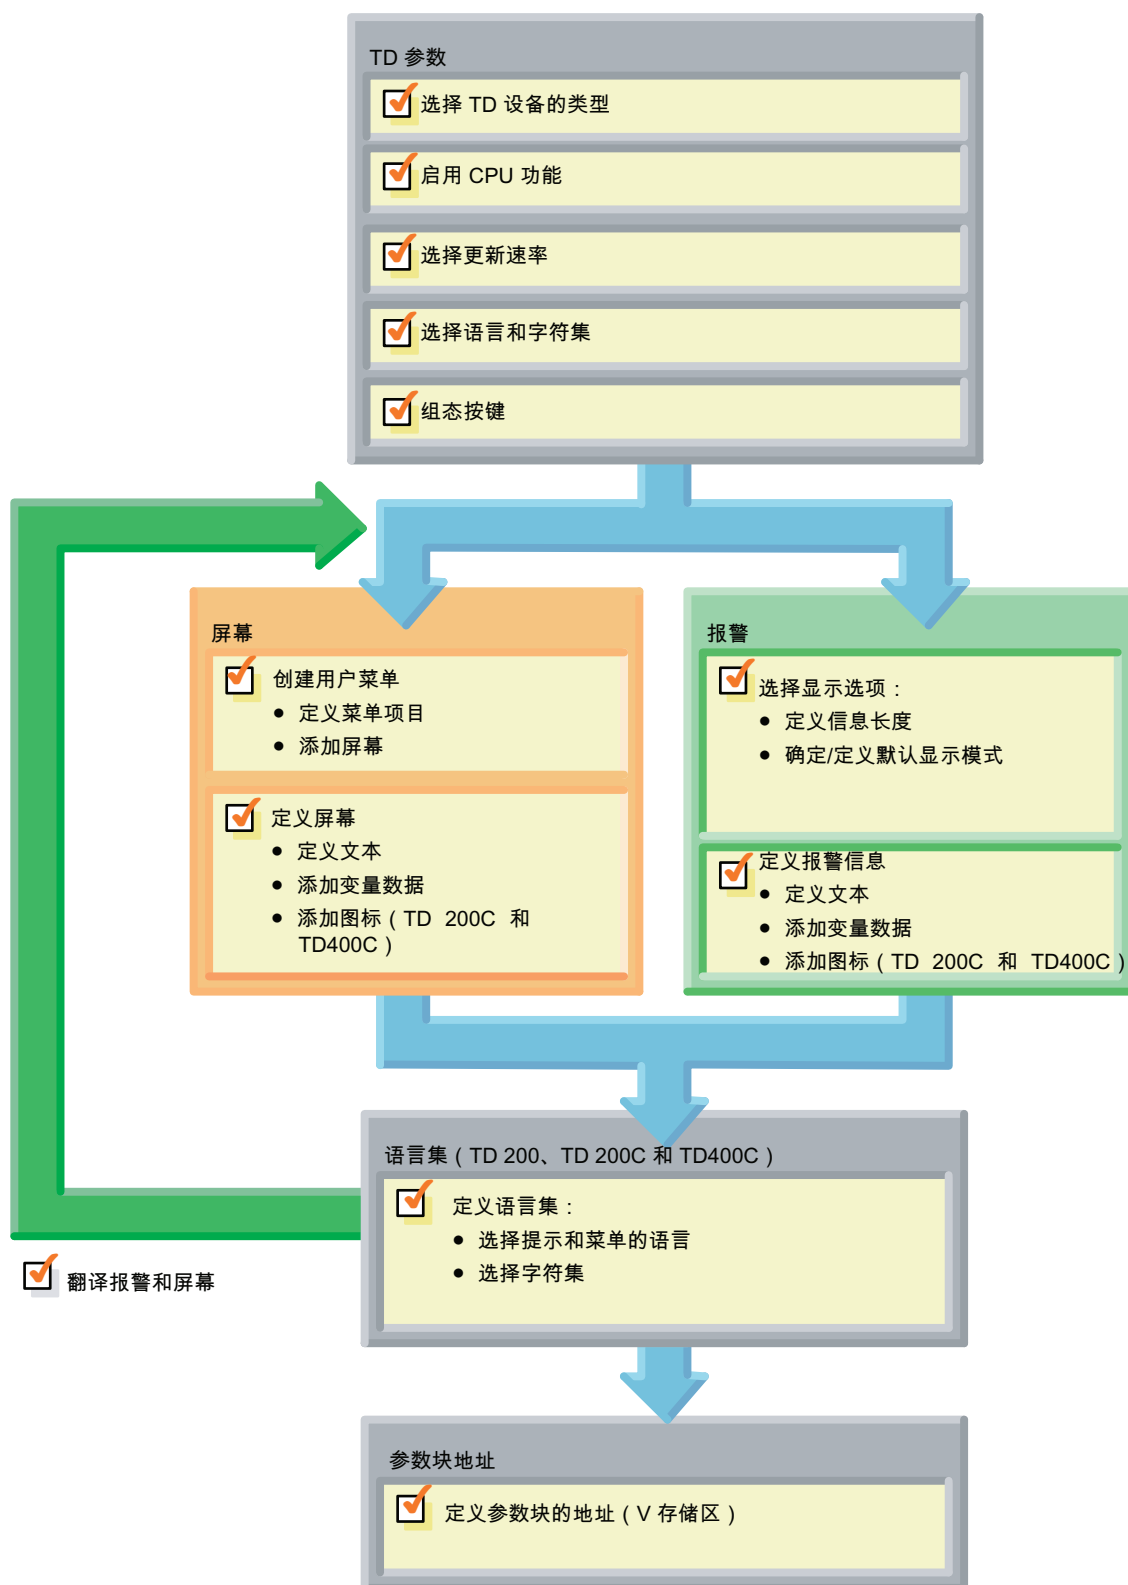 TD 参数
选择 TD 设备的类型
启用 CPU 功能
选择更新速率
选择语言和字符集
组态按键
屏幕
创建用户菜单
● 定义菜单项目
● 添加屏幕
定义屏幕
● 定义文本
● 添加变量数据
● 添加图标（TD 200C 和
TD400C）
报警
选择显示选项：
● 定义信息长度
● 确定/定义默认显示模式
定义报警信息
● 定义文本
● 添加变量数据
● 添加图标（TD 200C 和 TD400C）
语言集（TD 200、TD 200C 和 TD400C）
定义语言集：
● 选择提示和菜单的语言
● 选择字符集
翻译报警和屏幕
参数块地址
定义参数块的地址（V 存储区）